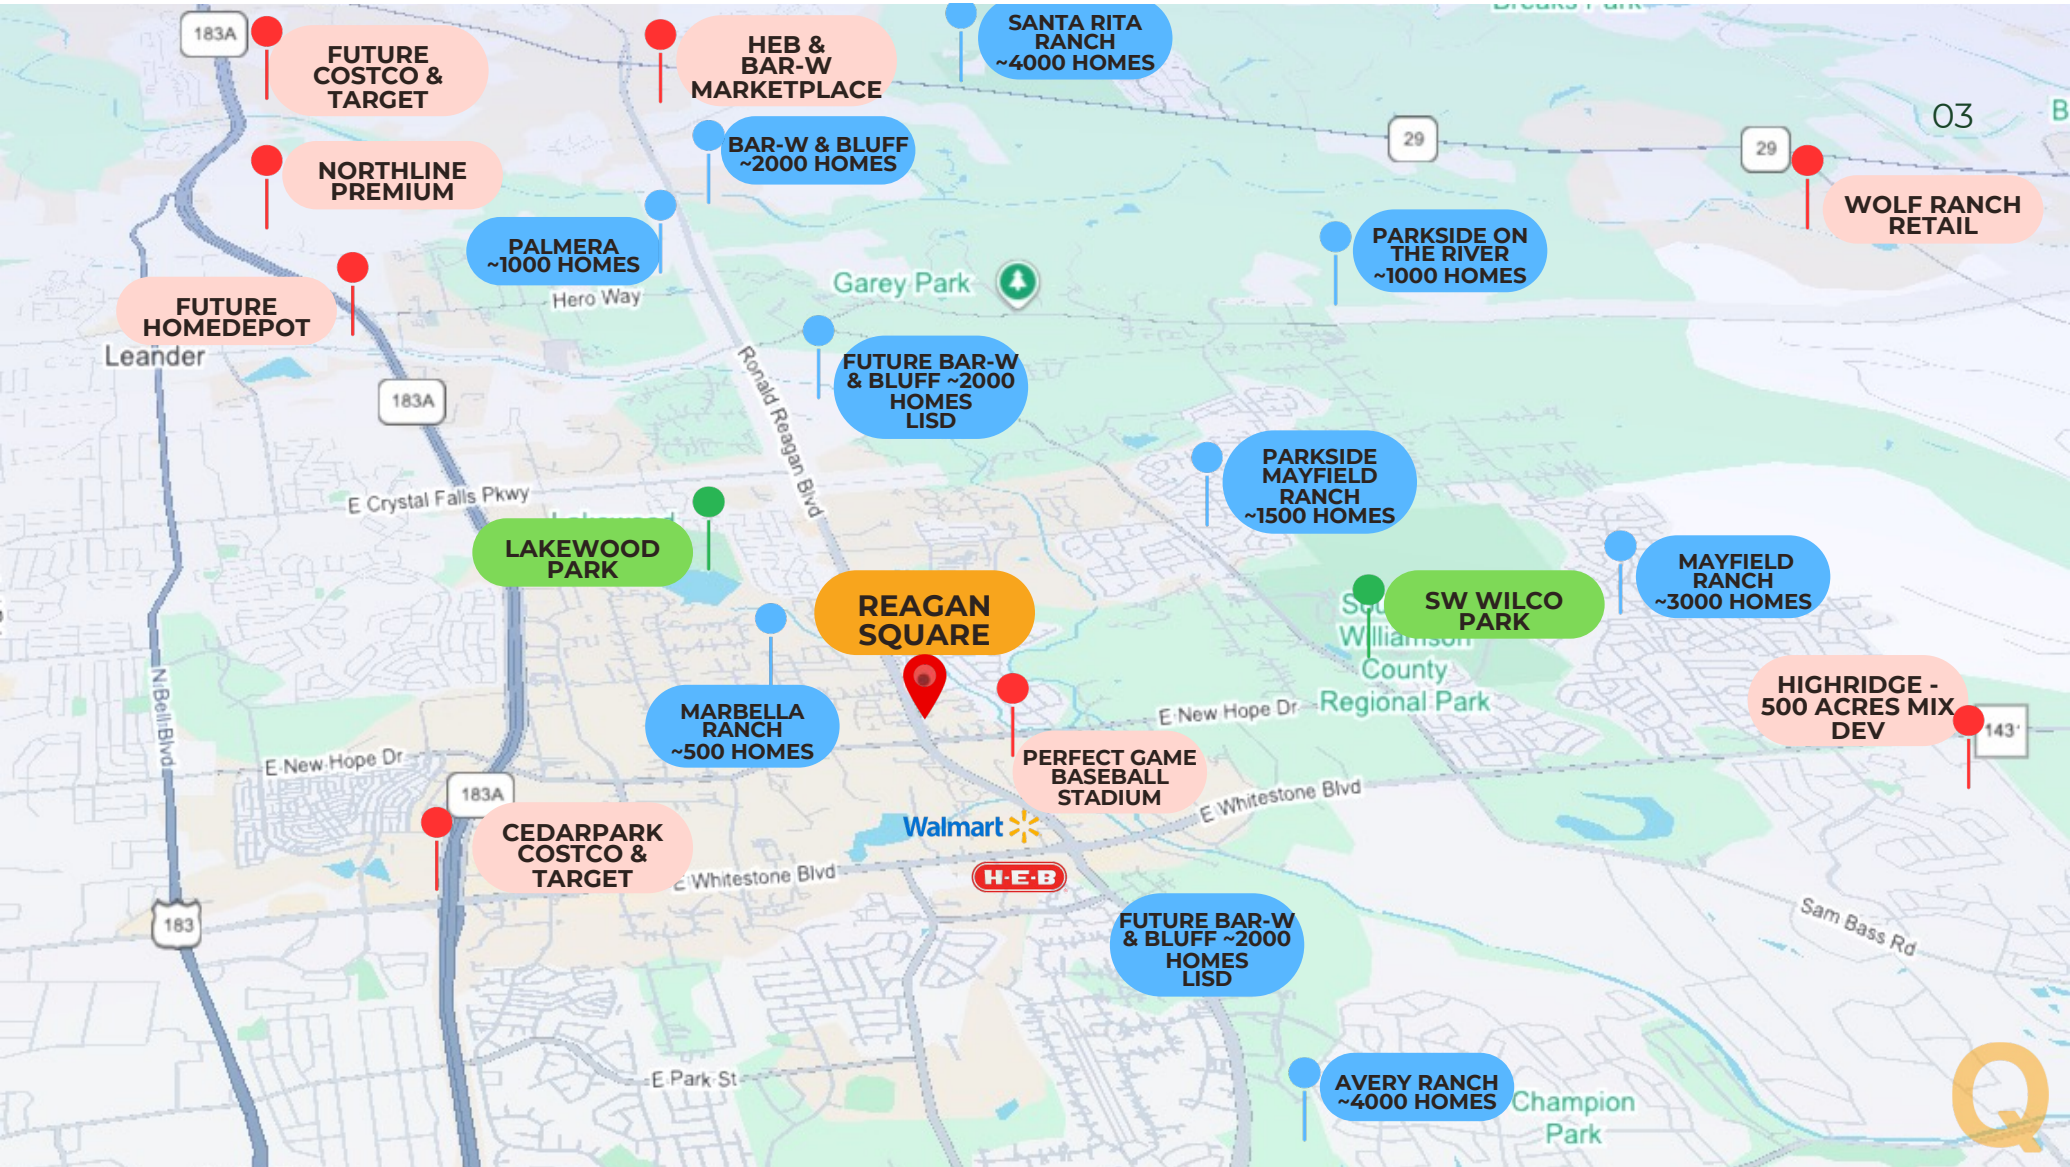 Breaks Park
183A
FUTURE
COSTCO &
TARGET
HEB &
BAR-W
MARKETPLACE
SANTA RITA
RANCH
~4000 HOMES
03
B
BAR-W & BLUFF
~2000 HOMES
29
29
NORTHLINE
PREMIUM
WOLF RANCH
RETAIL
PALMERA
~1000 HOMES
PARKSIDE ON
THE RIVER
~1000 HOMES
Garey Park
Hero Way
FUTURE
HOMEDEPOT
Leander
FUTURE BAR-W
& BLUFF ~2000
HOMES
LISD
183A
Ronald Reagan Blvd
E Crystal Falls Pkwy
PARKSIDE
MAYFIELD
RANCH
~1500 HOMES
Lakewood
LAKEWOOD
PARK
MAYFIELD
RANCH
~3000 HOMES
REAGAN
SQUARE
SW WILCO
PARK
Williamson
County
Regional Park
MARBELLA
RANCH
~500 HOMES
N Bell Blvd
E New Hope Dr
HIGHRIDGE -
500 ACRES MIX
DEV
143
PERFECT GAME
BASEBALL
STADIUM
E New Hope Dr
183A
E Whitestone Blvd
Walmart
CEDARPARK
COSTCO &
TARGET
E Whitestone Blvd
H-E-B
183
FUTURE BAR-W
& BLUFF ~2000
HOMES
LISD
Sam Bass Rd
E Park St
AVERY RANCH
~4000 HOMES
Champion
Park
Q